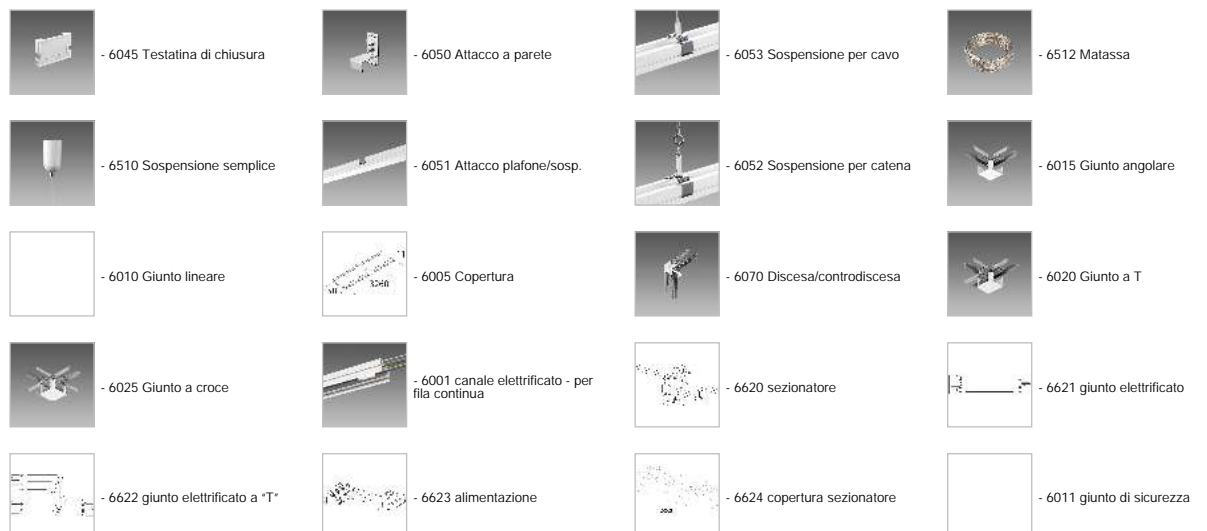 - 6045 Testatina di chiusura
- 6050 Attacco a parete
- 6053 Sospensione per cavo
- 6512 Matassa
- 6510 Sospensione semplice
- 6051 Attacco plafone/sosp.
- 6052 Sospensione per catena
- 6015 Giunto angolare
- 6010 Giunto lineare
- 6005 Copertura
- 6070 Discesa/controdiscesa
- 6020 Giunto a T
- 6025 Giunto a croce
- 6001 canale elettrificato - per
fila continua
- 6620 sezionatore
- 6621 giunto elettrificato
- 6622 giunto elettrificato a "T"
- 6623 alimentazione
- 6624 copertura sezionatore
- 6011 giunto di sicurezza